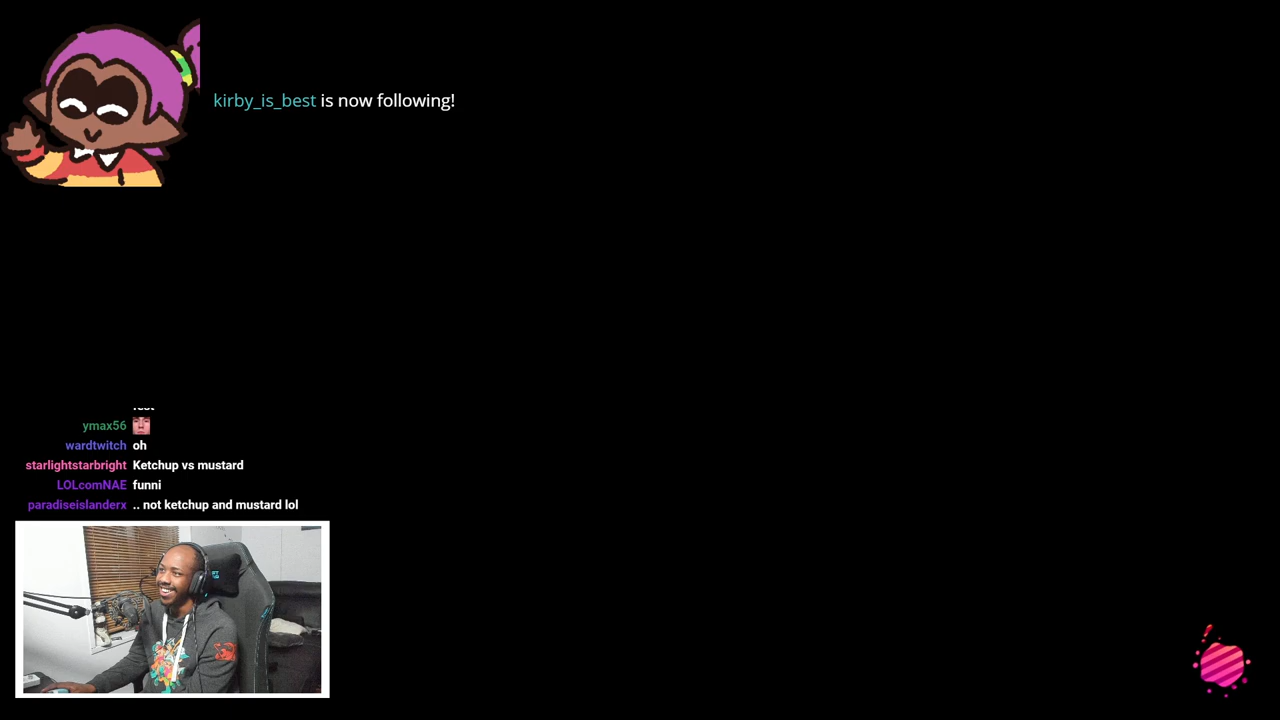 kirby_is_best is now following!
ymax56
wardtwitch oh
starlightstarbright Ketchup vs mustard
LOLcomNAE funni
paradiseislanderx .. not ketchup and mustard lol